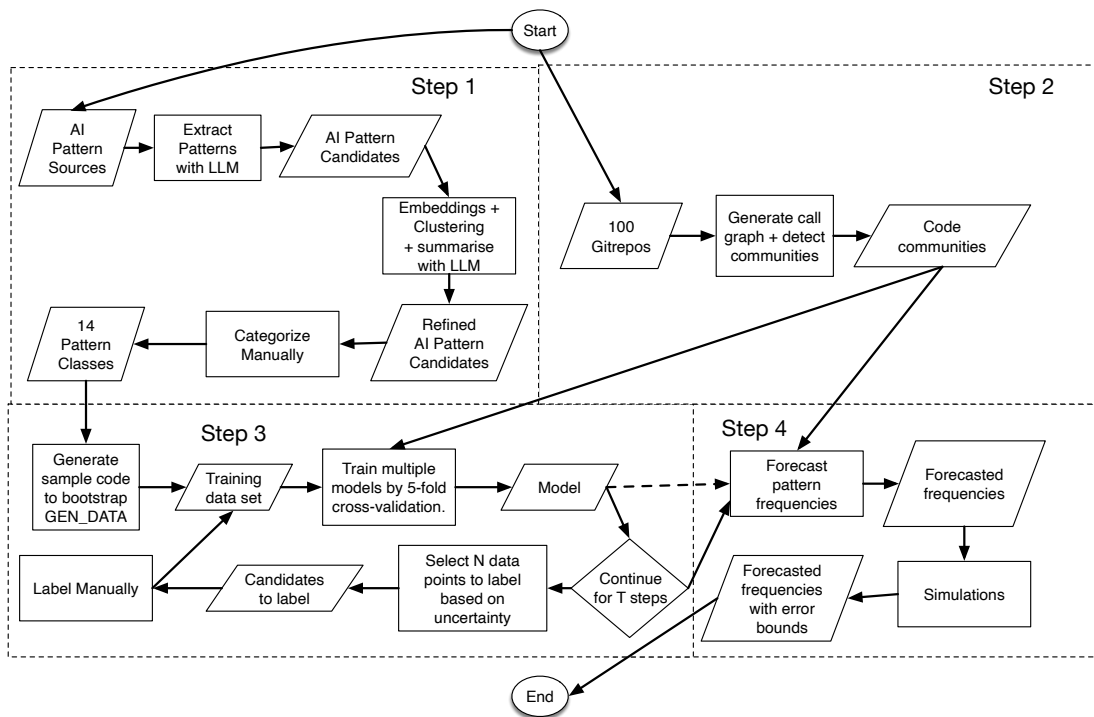 Start
Step 1
AI
Pattern
Sources
Extract
Patterns
with LLM
AI Pattern
Candidates
Embeddings +
Clustering
+ summarise
with LLM
Refined
AI Pattern
Candidates
Categorize
Manually
14
Pattern
Classes
Step 2
100
Gitrepos
Generate call
graph + detect
communities
Code
communities
Step 3
Generate
sample code
to bootstrap
GEN_DATA
Training
data set
Train multiple
models by 5-fold
cross-validation.
Model
Continue
for T steps
Select N data
points to label
based on
uncertainty
Candidates
to label
Label Manually
Step 4
Forecast
pattern
frequencies
Forecasted
frequencies
Simulations
Forecasted
frequencies
with error
bounds
End